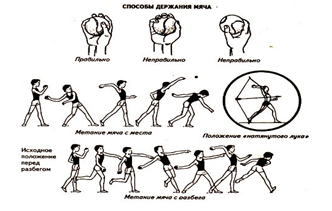 СПОСОБЫ ДЕРЖАНИЯ МЯЧА
Правильно Неправильно Неправильно
Метание мяча с места
Положение «натянутого лука»
Исходное
положение
перед
разбегом
Метание мяча с разбега